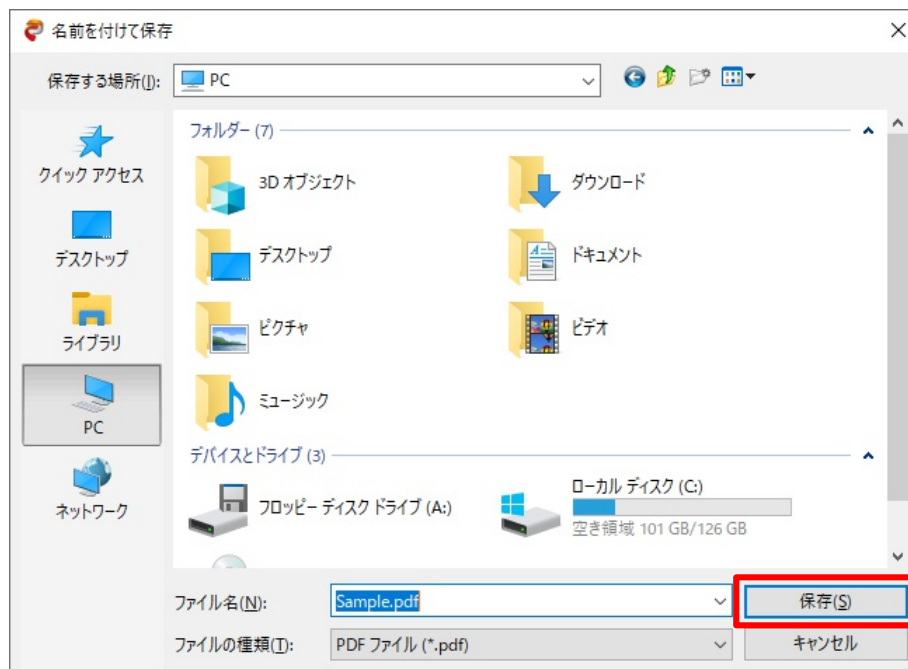 名前を付けて保存
保存する場所(I): PC
クイック アクセス
デスクトップ
ライブラリ
PC
ネットワーク
フォルダー (7)
3D オブジェクト
ダウンロード
デスクトップ
ドキュメント
ピクチャ
ビデオ
ミュージック
デバイスとドライブ (3)
フロッピー ディスク ドライブ (A:)
ローカル ディスク (C:)
空き領域 101 GB/126 GB
ファイル名(N): Sample.pdf 保存(S)
ファイルの種類(T): PDF ファイル (*.pdf) キャンセル